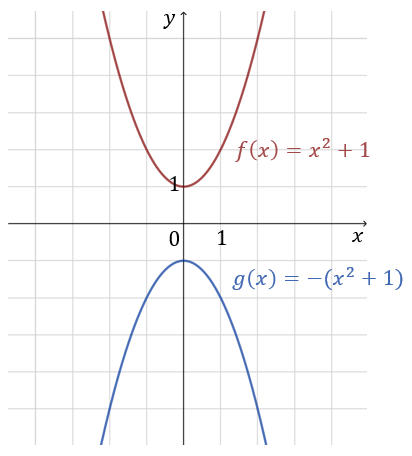 y
f(x) = x² + 1
1
0 1 x
g(x) = −(x² + 1)